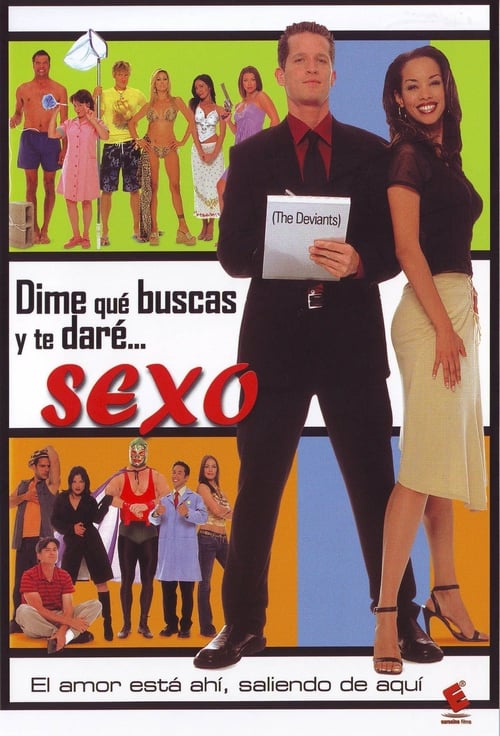 (The Deviants)
Dime qué buscas
y te daré...
SEXO
El amor está ahí, saliendo de aquí